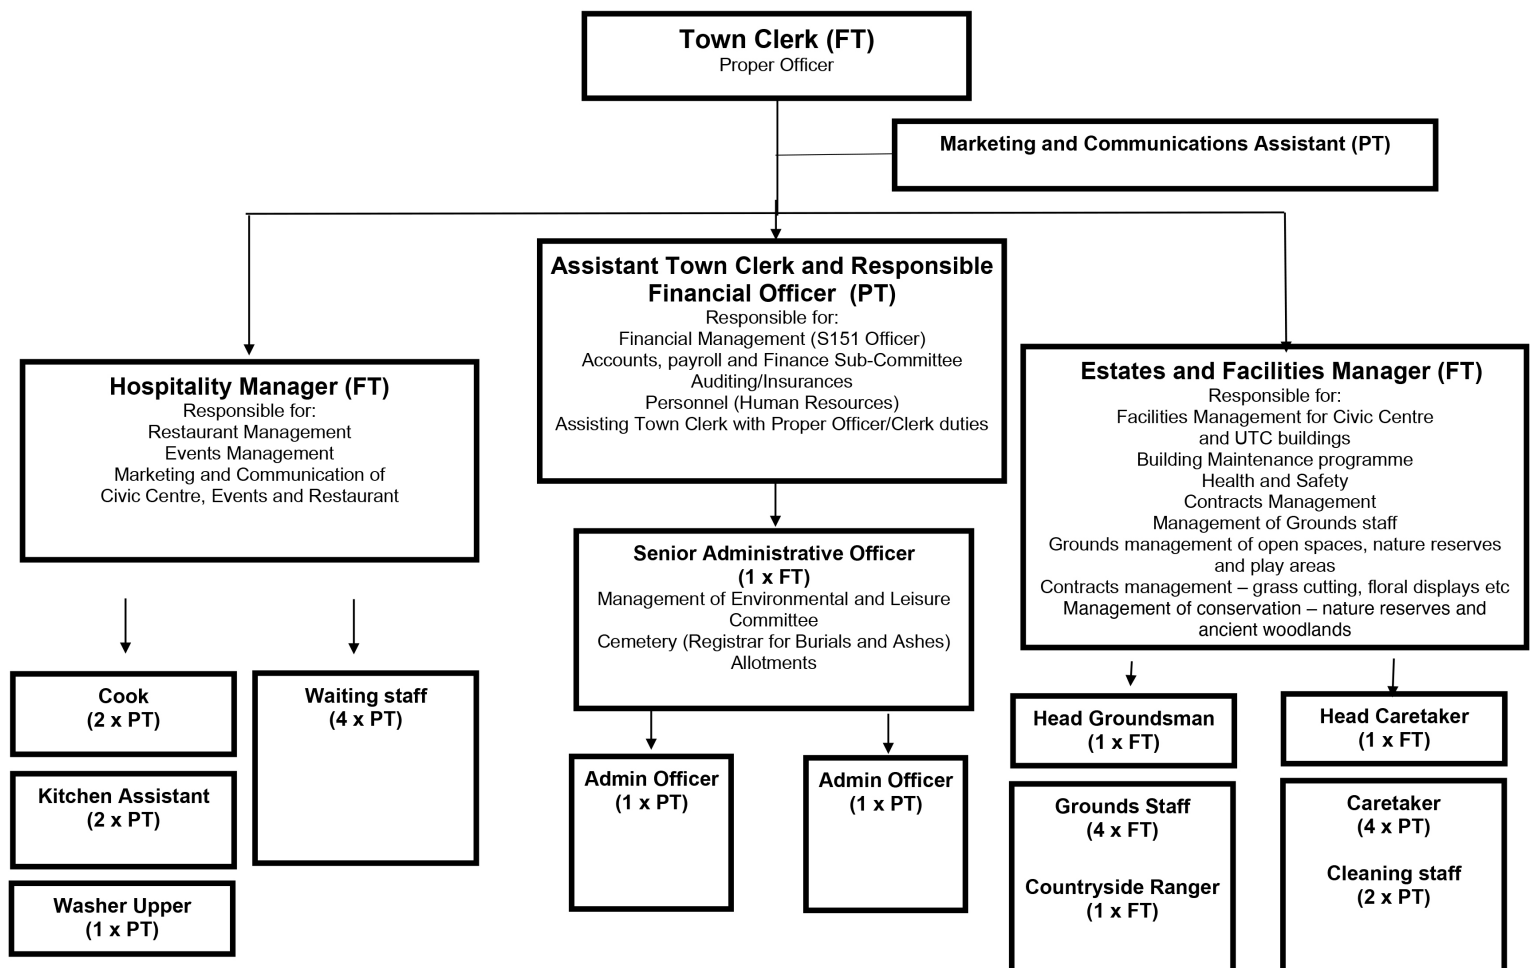 Town Clerk (FT)
Proper Officer
Marketing and Communications Assistant (PT)
Assistant Town Clerk and Responsible
Financial Officer  (PT)
Responsible for:
Financial Management (S151 Officer)
Accounts, payroll and Finance Sub-Committee
Auditing/Insurances
Personnel (Human Resources)
Assisting Town Clerk with Proper Officer/Clerk duties
Hospitality Manager (FT)
Responsible for:
Restaurant Management
Events Management
Marketing and Communication of
Civic Centre, Events and Restaurant
Estates and Facilities Manager (FT)
Responsible for:
Facilities Management for Civic Centre
and UTC buildings
Building Maintenance programme
Health and Safety
Contracts Management
Management of Grounds staff
Grounds management of open spaces, nature reserves
and play areas
Contracts management – grass cutting, floral displays etc
Management of conservation – nature reserves and
ancient woodlands
Senior Administrative Officer
(1 x FT)
Management of Environmental and Leisure
Committee
Cemetery (Registrar for Burials and Ashes)
Allotments
Cook
(2 x PT)
Waiting staff
(4 x PT)
Kitchen Assistant
(2 x PT)
Washer Upper
(1 x PT)
Admin Officer
(1 x PT)
Admin Officer
(1 x PT)
Head Groundsman
(1 x FT)
Head Caretaker
(1 x FT)
Grounds Staff
(4 x FT)
Countryside Ranger
(1 x FT)
Caretaker
(4 x PT)
Cleaning staff
(2 x PT)